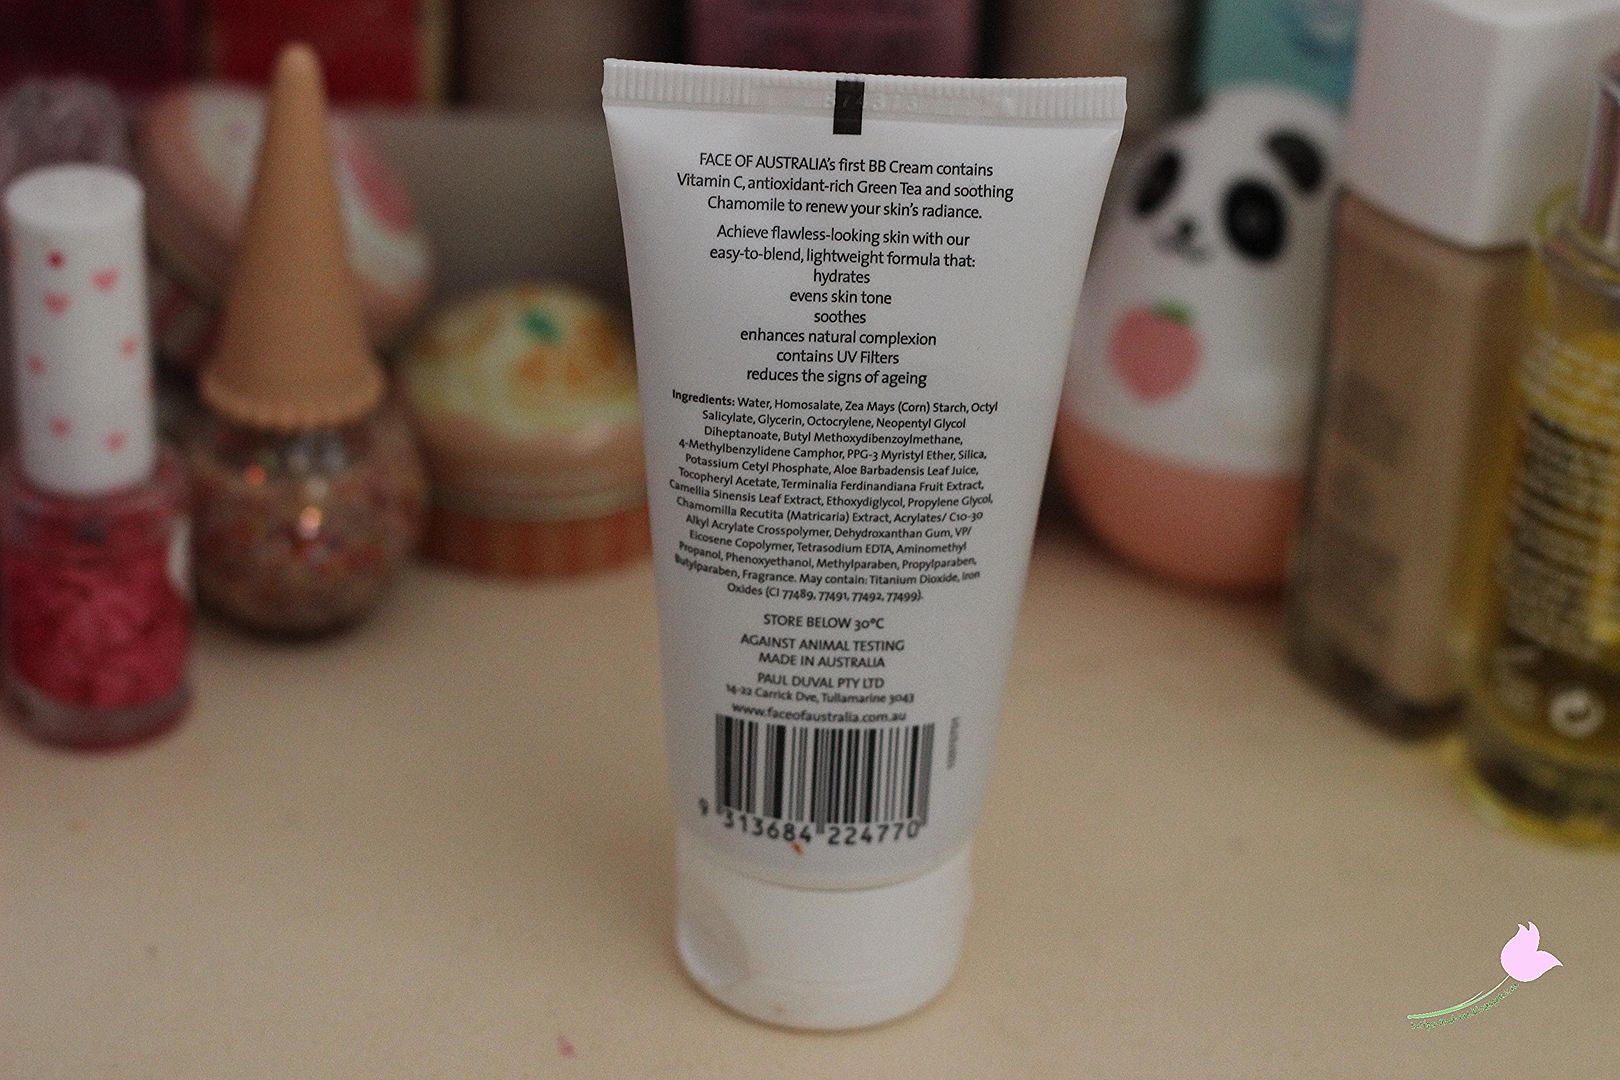 FACE OF AUSTRALIA's first BB Cream contains
Vitamin C, antioxidant-rich Green Tea and soothing
Chamomile to renew your skin's radiance.
Achieve flawless-looking skin with our
easy-to-blend, lightweight formula that:
hydrates
evens skin tone
soothes
enhances natural complexion
contains UV Filters
reduces the signs of ageing
Ingredients: Water, Homosalate, Zea Mays (Corn) Starch, Octyl
Salicylate, Glycerin, Octocrylene, Neopentyl Glycol
Diheptanoate, Butyl Methoxydibenzoylmethane,
4-Methylbenzylidene Camphor, PPG-3 Myristyl Ether, Silica,
Potassium Cetyl Phosphate, Aloe Barbadensis Leaf Juice,
Tocopheryl Acetate, Terminalia Ferdinandiana Fruit Extract,
Camellia Sinensis Leaf Extract, Ethoxydiglycol, Propylene Glycol,
Chamomilla Recutita (Matricaria) Extract, Acrylates/ C10-30
Alkyl Acrylate Crosspolymer, Dehydroxanthan Gum, VP/
Eicosene Copolymer, Tetrasodium EDTA, Aminomethyl
Propanol, Phenoxyethanol, Methylparaben, Propylparaben,
Butylparaben, Fragrance. May contain: Titanium Dioxide, Iron
Oxides (CI 77489, 77491, 77492, 77499).
STORE BELOW 30°C
AGAINST ANIMAL TESTING
MADE IN AUSTRALIA
PAUL DUVAL PTY LTD
14-22 Carrick Dve, Tullamarine 3043
www.faceofaustralia.com.au
9 313684 224770